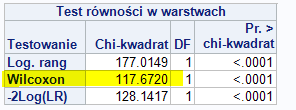 Test równości w warstwach
Testowanie Chi-kwadrat DF Pr. > chi-kwadrat
Log. rang 177.0149 1 <.0001
Wilcoxon 117.6720 1 <.0001
-2Log(LR) 128.1417 1 <.0001